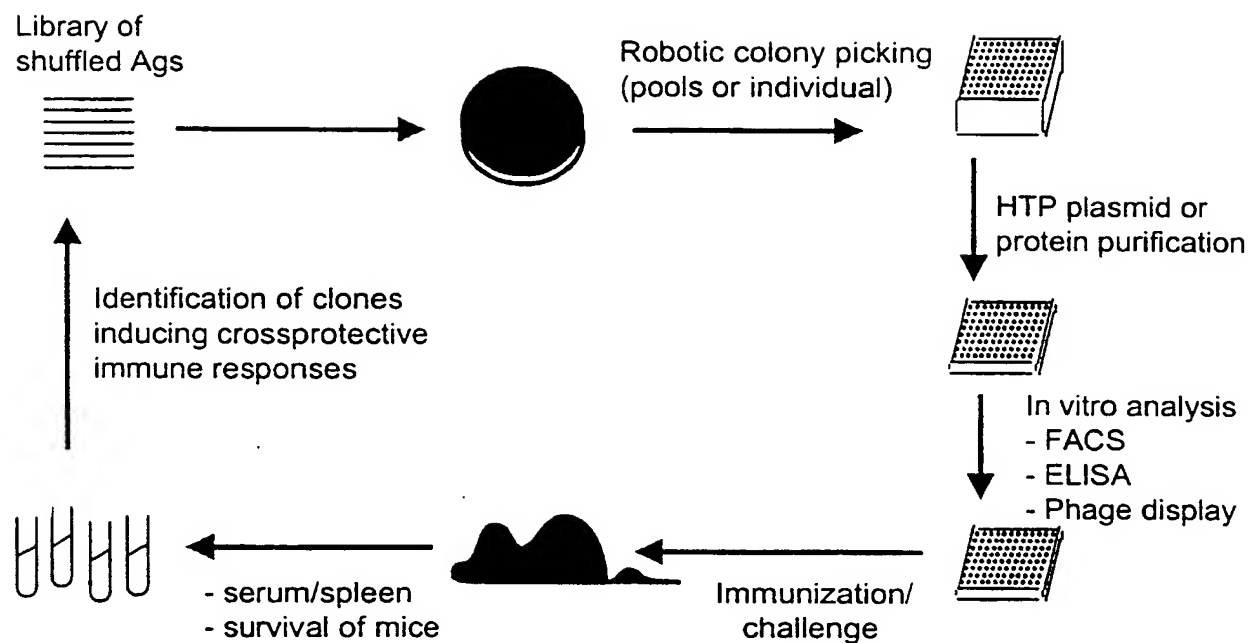 Library of
shuffled Ags
Robotic colony picking
(pools or individual)
HTP plasmid or
protein purification
In vitro analysis
- FACS
- ELISA
- Phage display
Immunization/
challenge
- serum/spleen
- survival of mice
Identification of clones
inducing crossprotective
immune responses